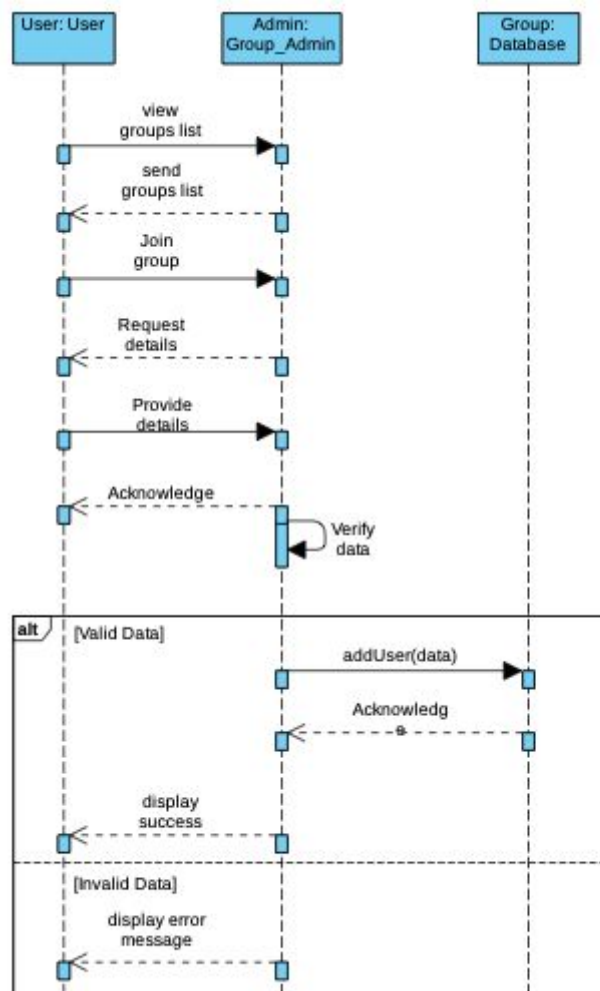 User: User
Admin:
Group_Admin
Group:
Database
view
groups list
send
groups list
Join
group
Request
details
Provide
details
Acknowledge
Verify
data
alt
[Valid Data]
addUser(data)
Acknowledg
e
display
success
[Invalid Data]
display error
message